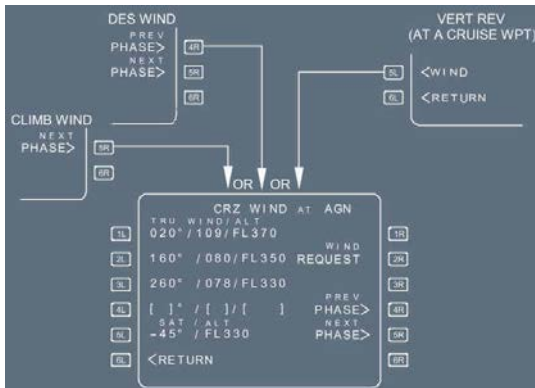 DES WIND
PREV
PHASE> 4R
NEXT
PHASE> 5R
6R
VERT REV
(AT A CRUISE WPT)
5L <WIND
6L <RETURN
CLIMB WIND
NEXT
PHASE> 5R
6R
OR OR
CRZ WIND AT AGN
TRU WIND/ALT
1L 020°/109/FL370 1R
WIND
2L 160°/080/FL350 REQUEST 2R
3L 260°/078/FL330 3R
PREV
4L [ ]°/[ ]/[ ] PHASE> 4R
SAT / ALT NEXT
5L -45° /FL330 PHASE> 5R
6L <RETURN 6R